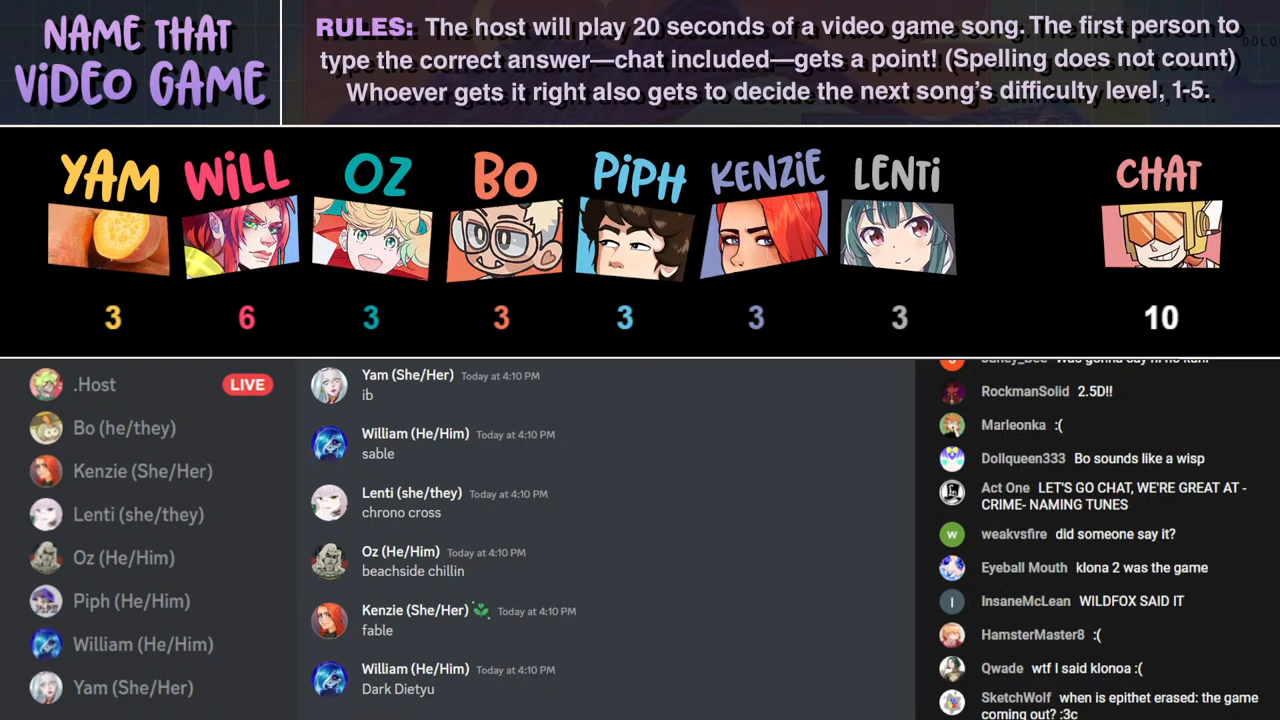 NAME THAT
VIDEO GAME
RULES: The host will play 20 seconds of a video game song. The first person to
type the correct answer—chat included—gets a point! (Spelling does not count)
Whoever gets it right also gets to decide the next song's difficulty level, 1-5.
YAM WILL OZ BO PIPH KENZIE LENTI CHAT
3 6 3 3 3 3 3 10
.Host LIVE
Bo (he/they)
Kenzie (She/Her)
Lenti (she/they)
Oz (He/Him)
Piph (He/Him)
William (He/Him)
Yam (She/Her)
Yam (She/Her) Today at 4:10 PM
ib
William (He/Him) Today at 4:10 PM
sable
Lenti (she/they) Today at 4:10 PM
chrono cross
Oz (He/Him) Today at 4:10 PM
beachside chillin
Kenzie (She/Her) Today at 4:10 PM
fable
William (He/Him) Today at 4:10 PM
Dark Dietyu
RockmanSolid 2.5D!!
Marleonka :(
Dollqueen333 Bo sounds like a wisp
Act One LET'S GO CHAT, WE'RE GREAT AT -
CRIME- NAMING TUNES
weakvsfire did someone say it?
Eyeball Mouth klona 2 was the game
InsaneMcLean WILDFOX SAID IT
HamsterMaster8 :(
Qwade wtf I said klonoa :(
SketchWolf when is epithet erased: the game
coming out? :3c